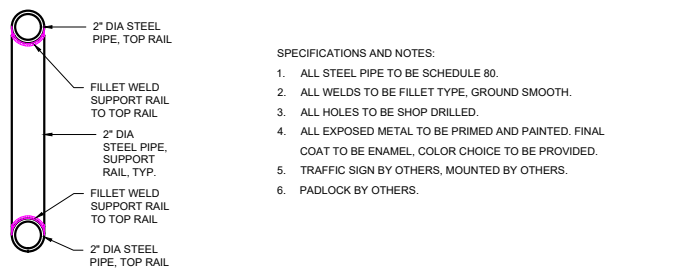 2" DIA STEEL
PIPE, TOP RAIL
FILLET WELD
SUPPORT RAIL
TO TOP RAIL
2" DIA
STEEL PIPE,
SUPPORT
RAIL, TYP.
FILLET WELD
SUPPORT RAIL
TO TOP RAIL
2" DIA STEEL
PIPE, TOP RAIL
SPECIFICATIONS AND NOTES:
1. ALL STEEL PIPE TO BE SCHEDULE 80.
2. ALL WELDS TO BE FILLET TYPE, GROUND SMOOTH.
3. ALL HOLES TO BE SHOP DRILLED.
4. ALL EXPOSED METAL TO BE PRIMED AND PAINTED. FINAL
COAT TO BE ENAMEL, COLOR CHOICE TO BE PROVIDED.
5. TRAFFIC SIGN BY OTHERS, MOUNTED BY OTHERS.
6. PADLOCK BY OTHERS.